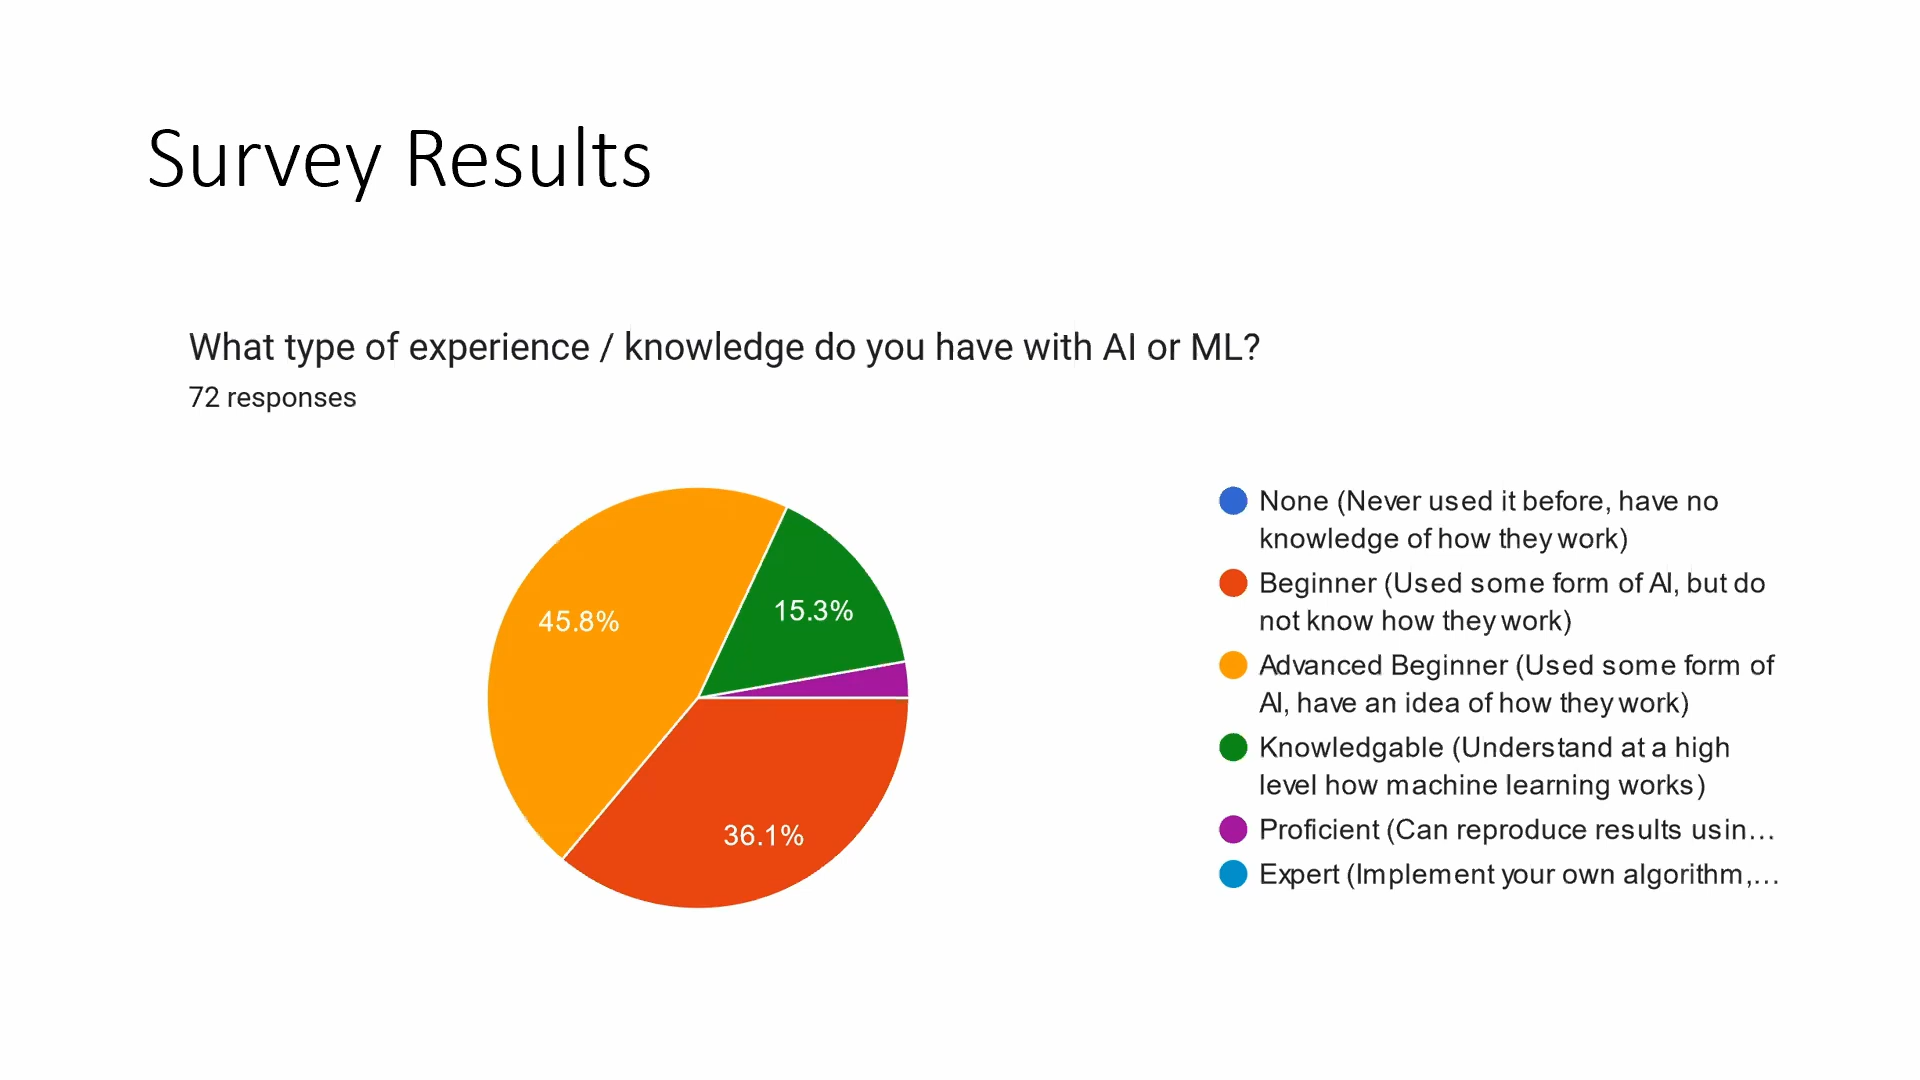 Survey Results
What type of experience / knowledge do you have with AI or ML?
72 responses
45.8%
15.3%
36.1%
None (Never used it before, have no
knowledge of how they work)
Beginner (Used some form of AI, but do
not know how they work)
Advanced Beginner (Used some form of
AI, have an idea of how they work)
Knowledgable (Understand at a high
level how machine learning works)
Proficient (Can reproduce results usin…
Expert (Implement your own algorithm,…